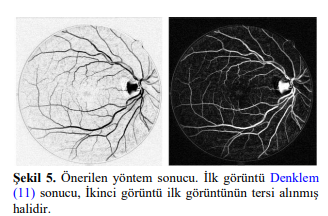 Şekil 5. Önerilen yöntem sonucu. İlk görüntü Denklem
(11) sonucu, İkinci görüntü ilk görüntünün tersi alınmış
halidir.